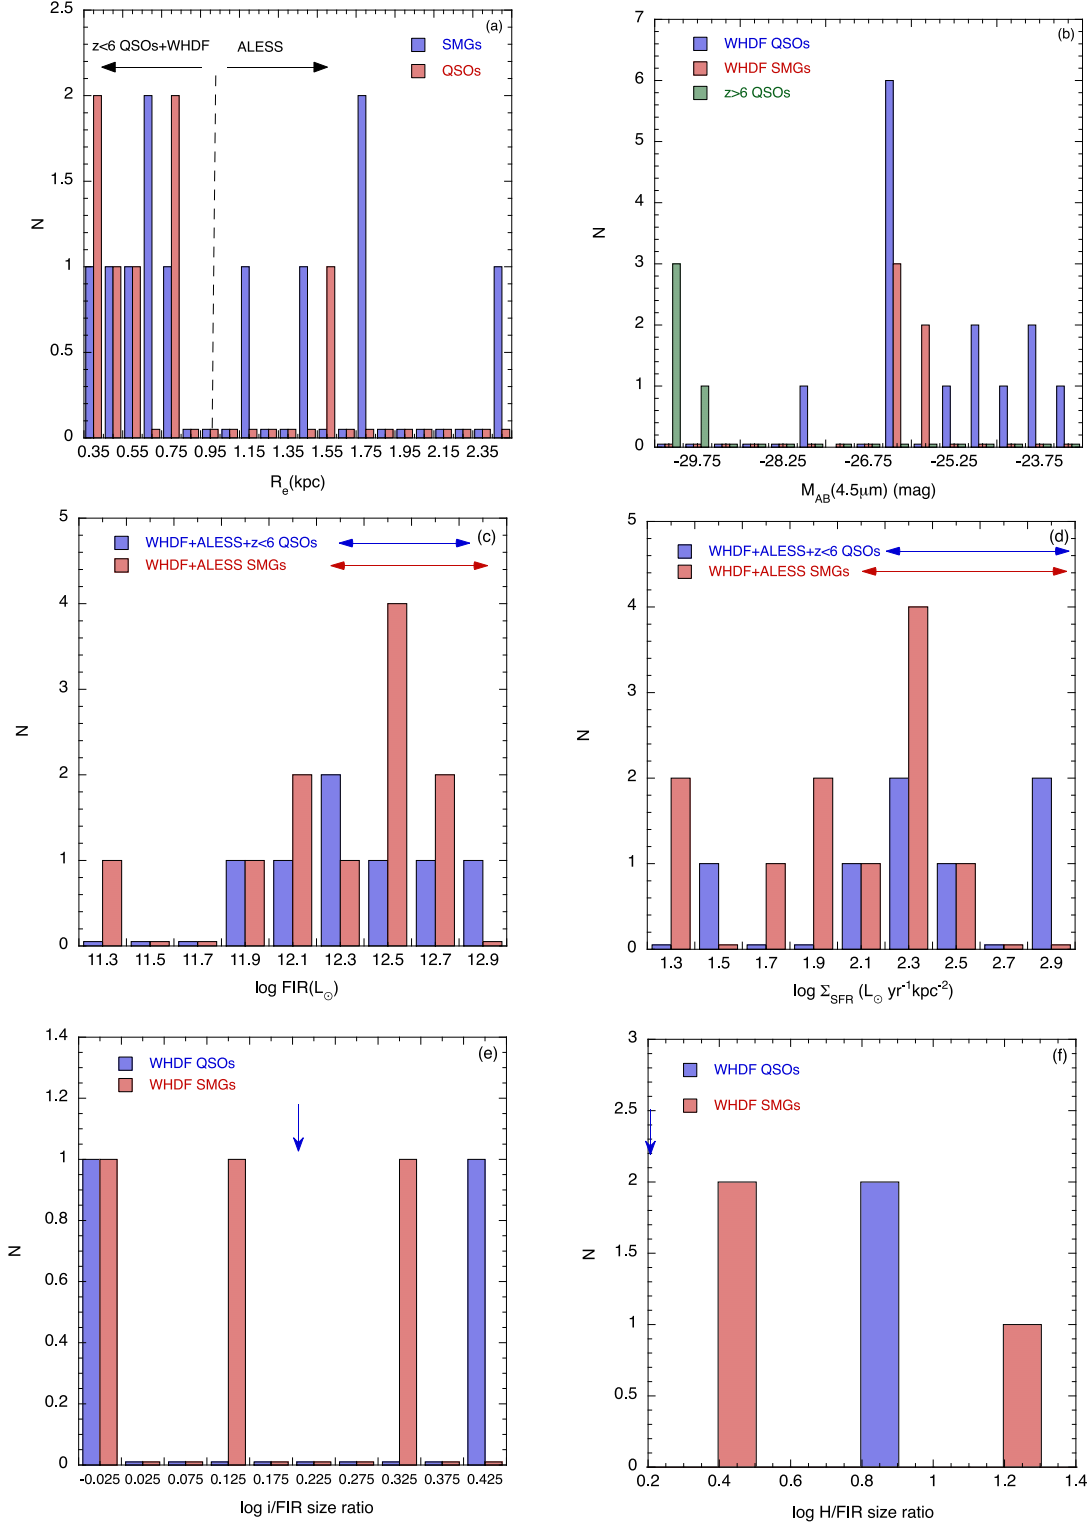 (a)
z<6 QSOs+WHDF
ALESS
SMGs
QSOs
2.5
2
1.5
1
0.5
0
N
0.35 0.55 0.75 0.95 1.15 1.35 1.55 1.75 1.95 2.15 2.35
R_e(kpc)
(b)
WHDF QSOs
WHDF SMGs
z>6 QSOs
7
6
5
4
3
2
1
0
N
-29.75 -28.25 -26.75 -25.25 -23.75
M_AB(4.5μm) (mag)
(c)
WHDF+ALESS+z<6 QSOs
WHDF+ALESS SMGs
5
4
3
2
1
0
N
11.3 11.5 11.7 11.9 12.1 12.3 12.5 12.7 12.9
log FIR(L⊙)
(d)
WHDF+ALESS+z<6 QSOs
WHDF+ALESS SMGs
5
4
3
2
1
0
N
1.3 1.5 1.7 1.9 2.1 2.3 2.5 2.7 2.9
log Σ_SFR (L⊙ yr⁻¹kpc⁻²)
(e)
WHDF QSOs
WHDF SMGs
1.4
1.2
1
0.8
0.6
0.4
0.2
0
N
-0.025 0.025 0.075 0.125 0.175 0.225 0.275 0.325 0.375 0.425
log i/FIR size ratio
(f)
WHDF QSOs
WHDF SMGs
3
2.5
2
1.5
1
0.5
0
N
0.2 0.4 0.6 0.8 1 1.2 1.4
log H/FIR size ratio